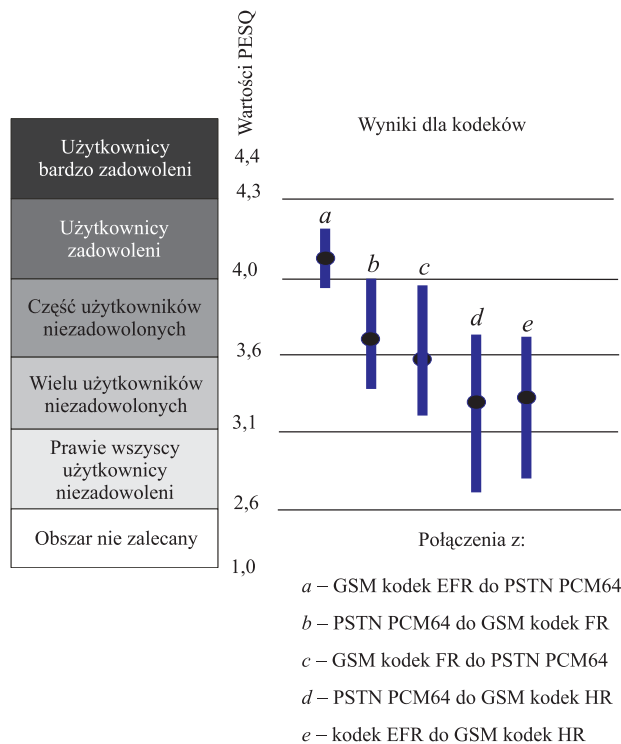 Wartości PESQ
Wyniki dla kodeków
Użytkownicy
bardzo zadowoleni
4,4
4,3
Użytkownicy
zadowoleni
4,0
Część użytkowników
niezadowolonych
3,6
Wielu użytkowników
niezadowolonych
3,1
Prawie wszyscy
użytkownicy
niezadowoleni
2,6
Obszar nie zalecany
1,0
a
b
c
d
e
Połączenia z:
a – GSM kodek EFR do PSTN PCM64
b – PSTN PCM64 do GSM kodek FR
c – GSM kodek FR do PSTN PCM64
d – PSTN PCM64 do GSM kodek HR
e – kodek EFR do GSM kodek HR